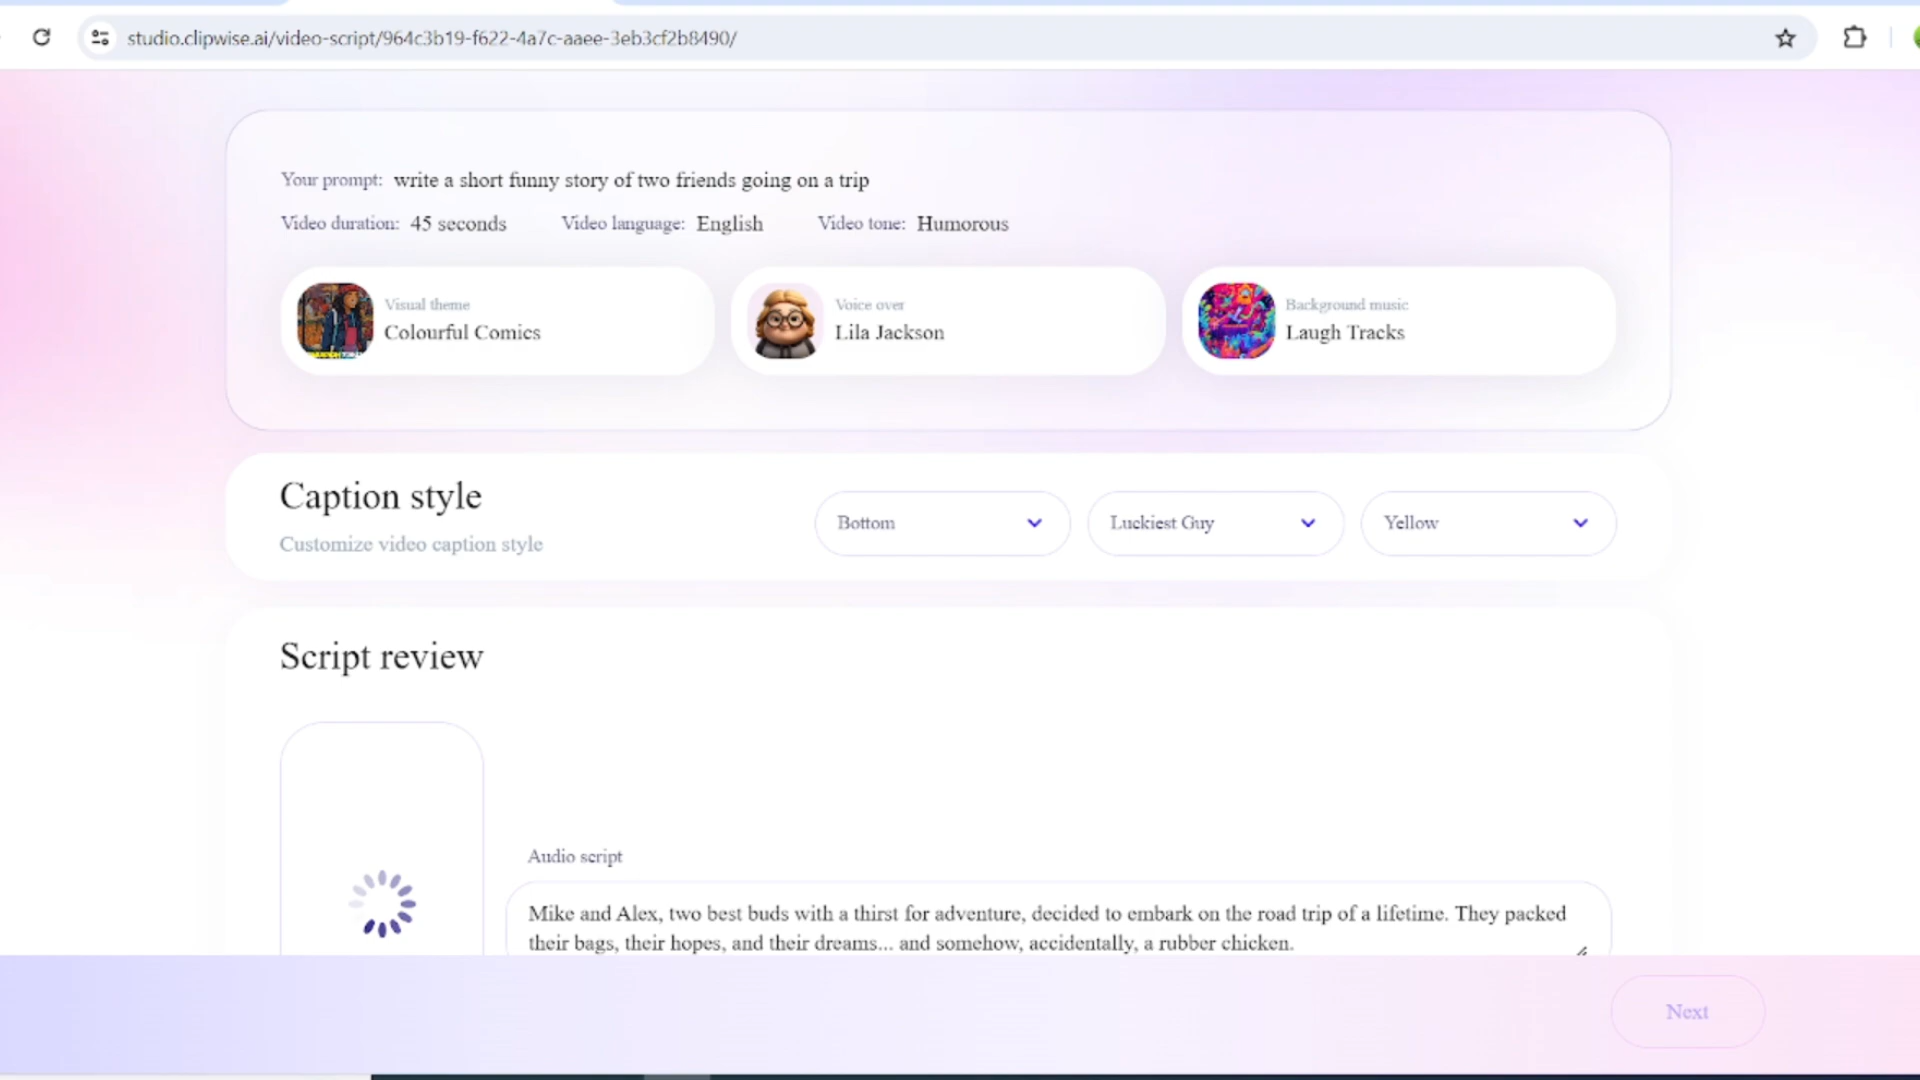 studio.clipwise.ai/video-script/964c3b19-f622-4a7c-aaee-3eb3cf2b8490/
Your prompt: write a short funny story of two friends going on a trip
Video duration: 45 seconds Video language: English Video tone: Humorous
Visual theme
Colourful Comics
Voice over
Lila Jackson
Background music
Laugh Tracks
Caption style
Customize video caption style
Bottom
Luckiest Guy
Yellow
Script review
Audio script
Mike and Alex, two best buds with a thirst for adventure, decided to embark on the road trip of a lifetime. They packed
their bags, their hopes, and their dreams... and somehow, accidentally, a rubber chicken.
Next